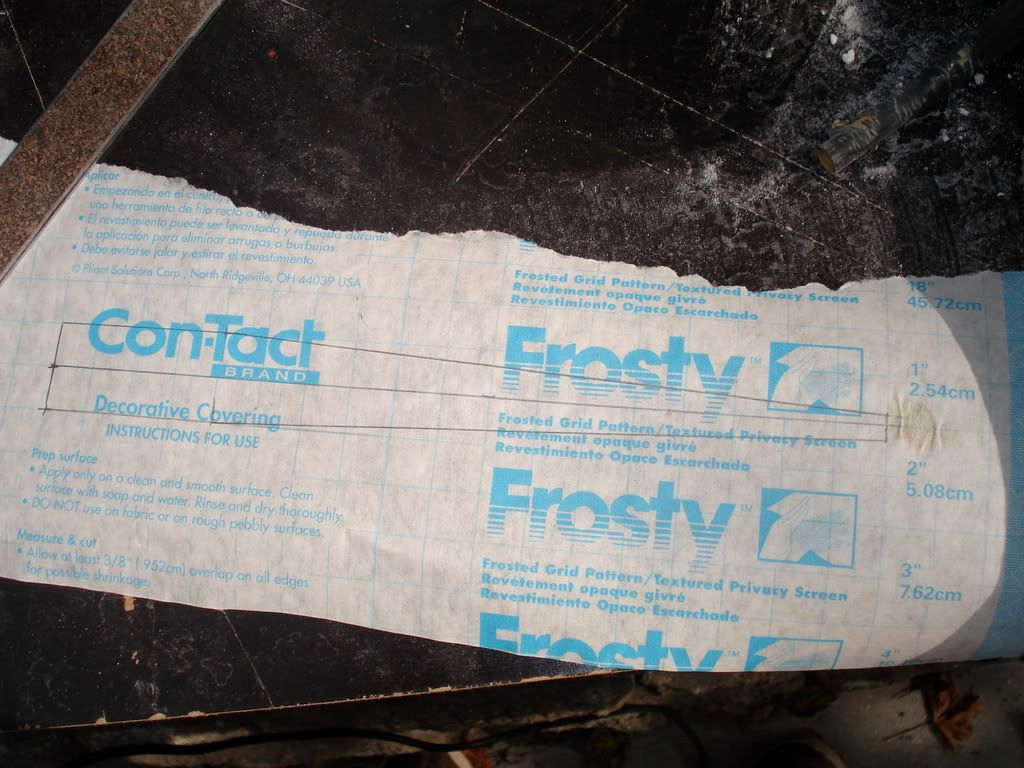 Aplicar
• Empezando en el centro,
una herramienta de filo recto o
• El revestimiento puede ser levantado y repuesto durante
la aplicación para eliminar arrugas o burbujas.
• Debe evitarse jalar y estirar el revestimiento.
© Pliant Solutions Corp., North Ridgeville, OH 44039 USA
Con-Tact
BRAND
Decorative Covering
INSTRUCTIONS FOR USE
Prep surface
• Apply only on a clean and smooth surface. Clean
surface with soap and water. Rinse and dry thoroughly.
• DO NOT use on fabric or on rough pebbly surfaces.
Measure & cut
• Allow at least 3/8" (.952cm) overlap on all edges
for possible shrinkage.
Frosted Grid Pattern/Textured Privacy Screen
Revêtement opaque givré
Revestimiento Opaco Escarchado
Frosty™
Frosted Grid Pattern/Textured Privacy Screen
Revêtement opaque givré
Revestimiento Opaco Escarchado
Frosty™
Frosted Grid Pattern/Textured Privacy Screen
Revêtement opaque givré
Revestimiento Opaco Escarchado
Frosty™
18"
45.72cm
1"
2.54cm
2"
5.08cm
3"
7.62cm
4"